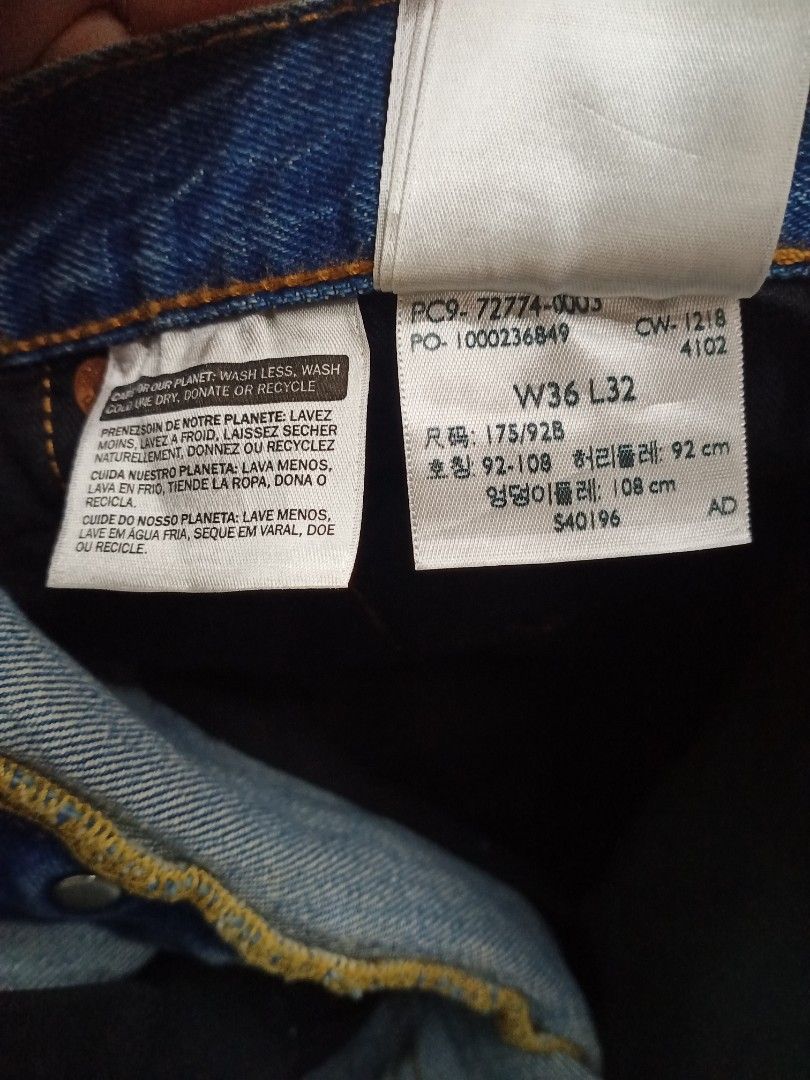 CARE FOR OUR PLANET: WASH LESS, WASH
COLD, LINE DRY, DONATE OR RECYCLE
PRENEZ SOIN DE NOTRE PLANETE: LAVEZ
MOINS, LAVEZ A FROID, LAISSEZ SECHER
NATURELLEMENT, DONNEZ OU RECYCLEZ
CUIDA NUESTRO PLANETA: LAVA MENOS,
LAVA EN FRIO, TIENDE LA ROPA, DONA O
RECICLA.
CUIDE DO NOSSO PLANETA: LAVE MENOS,
LAVE EM ÁGUA FRIA, SEQUE EM VARAL, DOE
OU RECICLE.
PC9- 72774-0003
PO- 1000236849
CW- 1218
4102
W36 L32
尺码: 175/92B
호칭 92-108 허리둘레: 92 cm
엉덩이둘레: 108 cm
S40196
AD